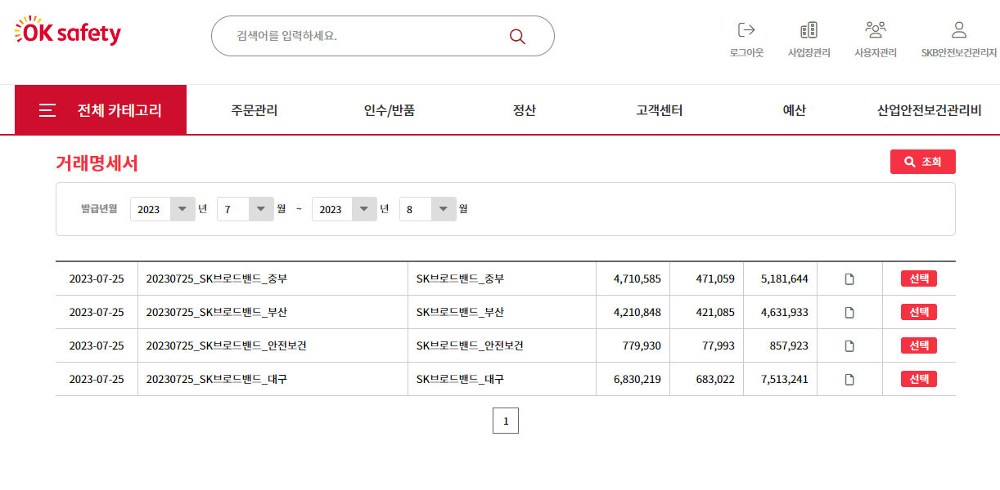 OK safety
검색어를 입력하세요.
로그아웃 사업장관리 사용자관리 SKB안전보건관리자
전체 카테고리 주문관리 인수/반품 정산 고객센터 예산 산업안전보건관리비
거래명세서 조회
발급년월 2023 년 7 월 ~ 2023 년 8 월
2023-07-25 20230725_SK브로드밴드_중부 SK브로드밴드_중부 4,710,585 471,059 5,181,644 선택
2023-07-25 20230725_SK브로드밴드_부산 SK브로드밴드_부산 4,210,848 421,085 4,631,933 선택
2023-07-25 20230725_SK브로드밴드_안전보건 SK브로드밴드_안전보건 779,930 77,993 857,923 선택
2023-07-25 20230725_SK브로드밴드_대구 SK브로드밴드_대구 6,830,219 683,022 7,513,241 선택
1